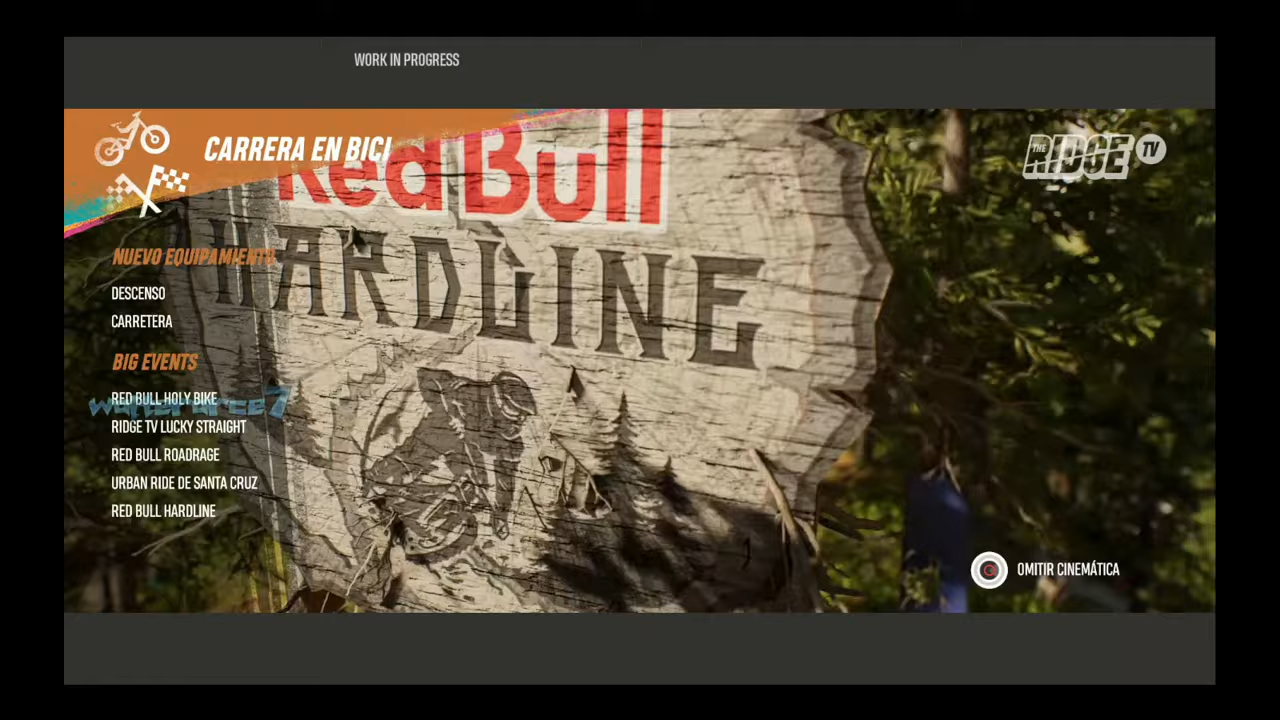 WORK IN PROGRESS
CARRERA EN BICI
THE RIDGE TV
Red Bull
HARDLINE
NUEVO EQUIPAMIENTO
DESCENSO
CARRETERA
BIG EVENTS
RED BULL HOLY BIKE
RIDGE TV LUCKY STRAIGHT
RED BULL ROADRAGE
URBAN RIDE DE SANTA CRUZ
RED BULL HARDLINE
OMITIR CINEMÁTICA